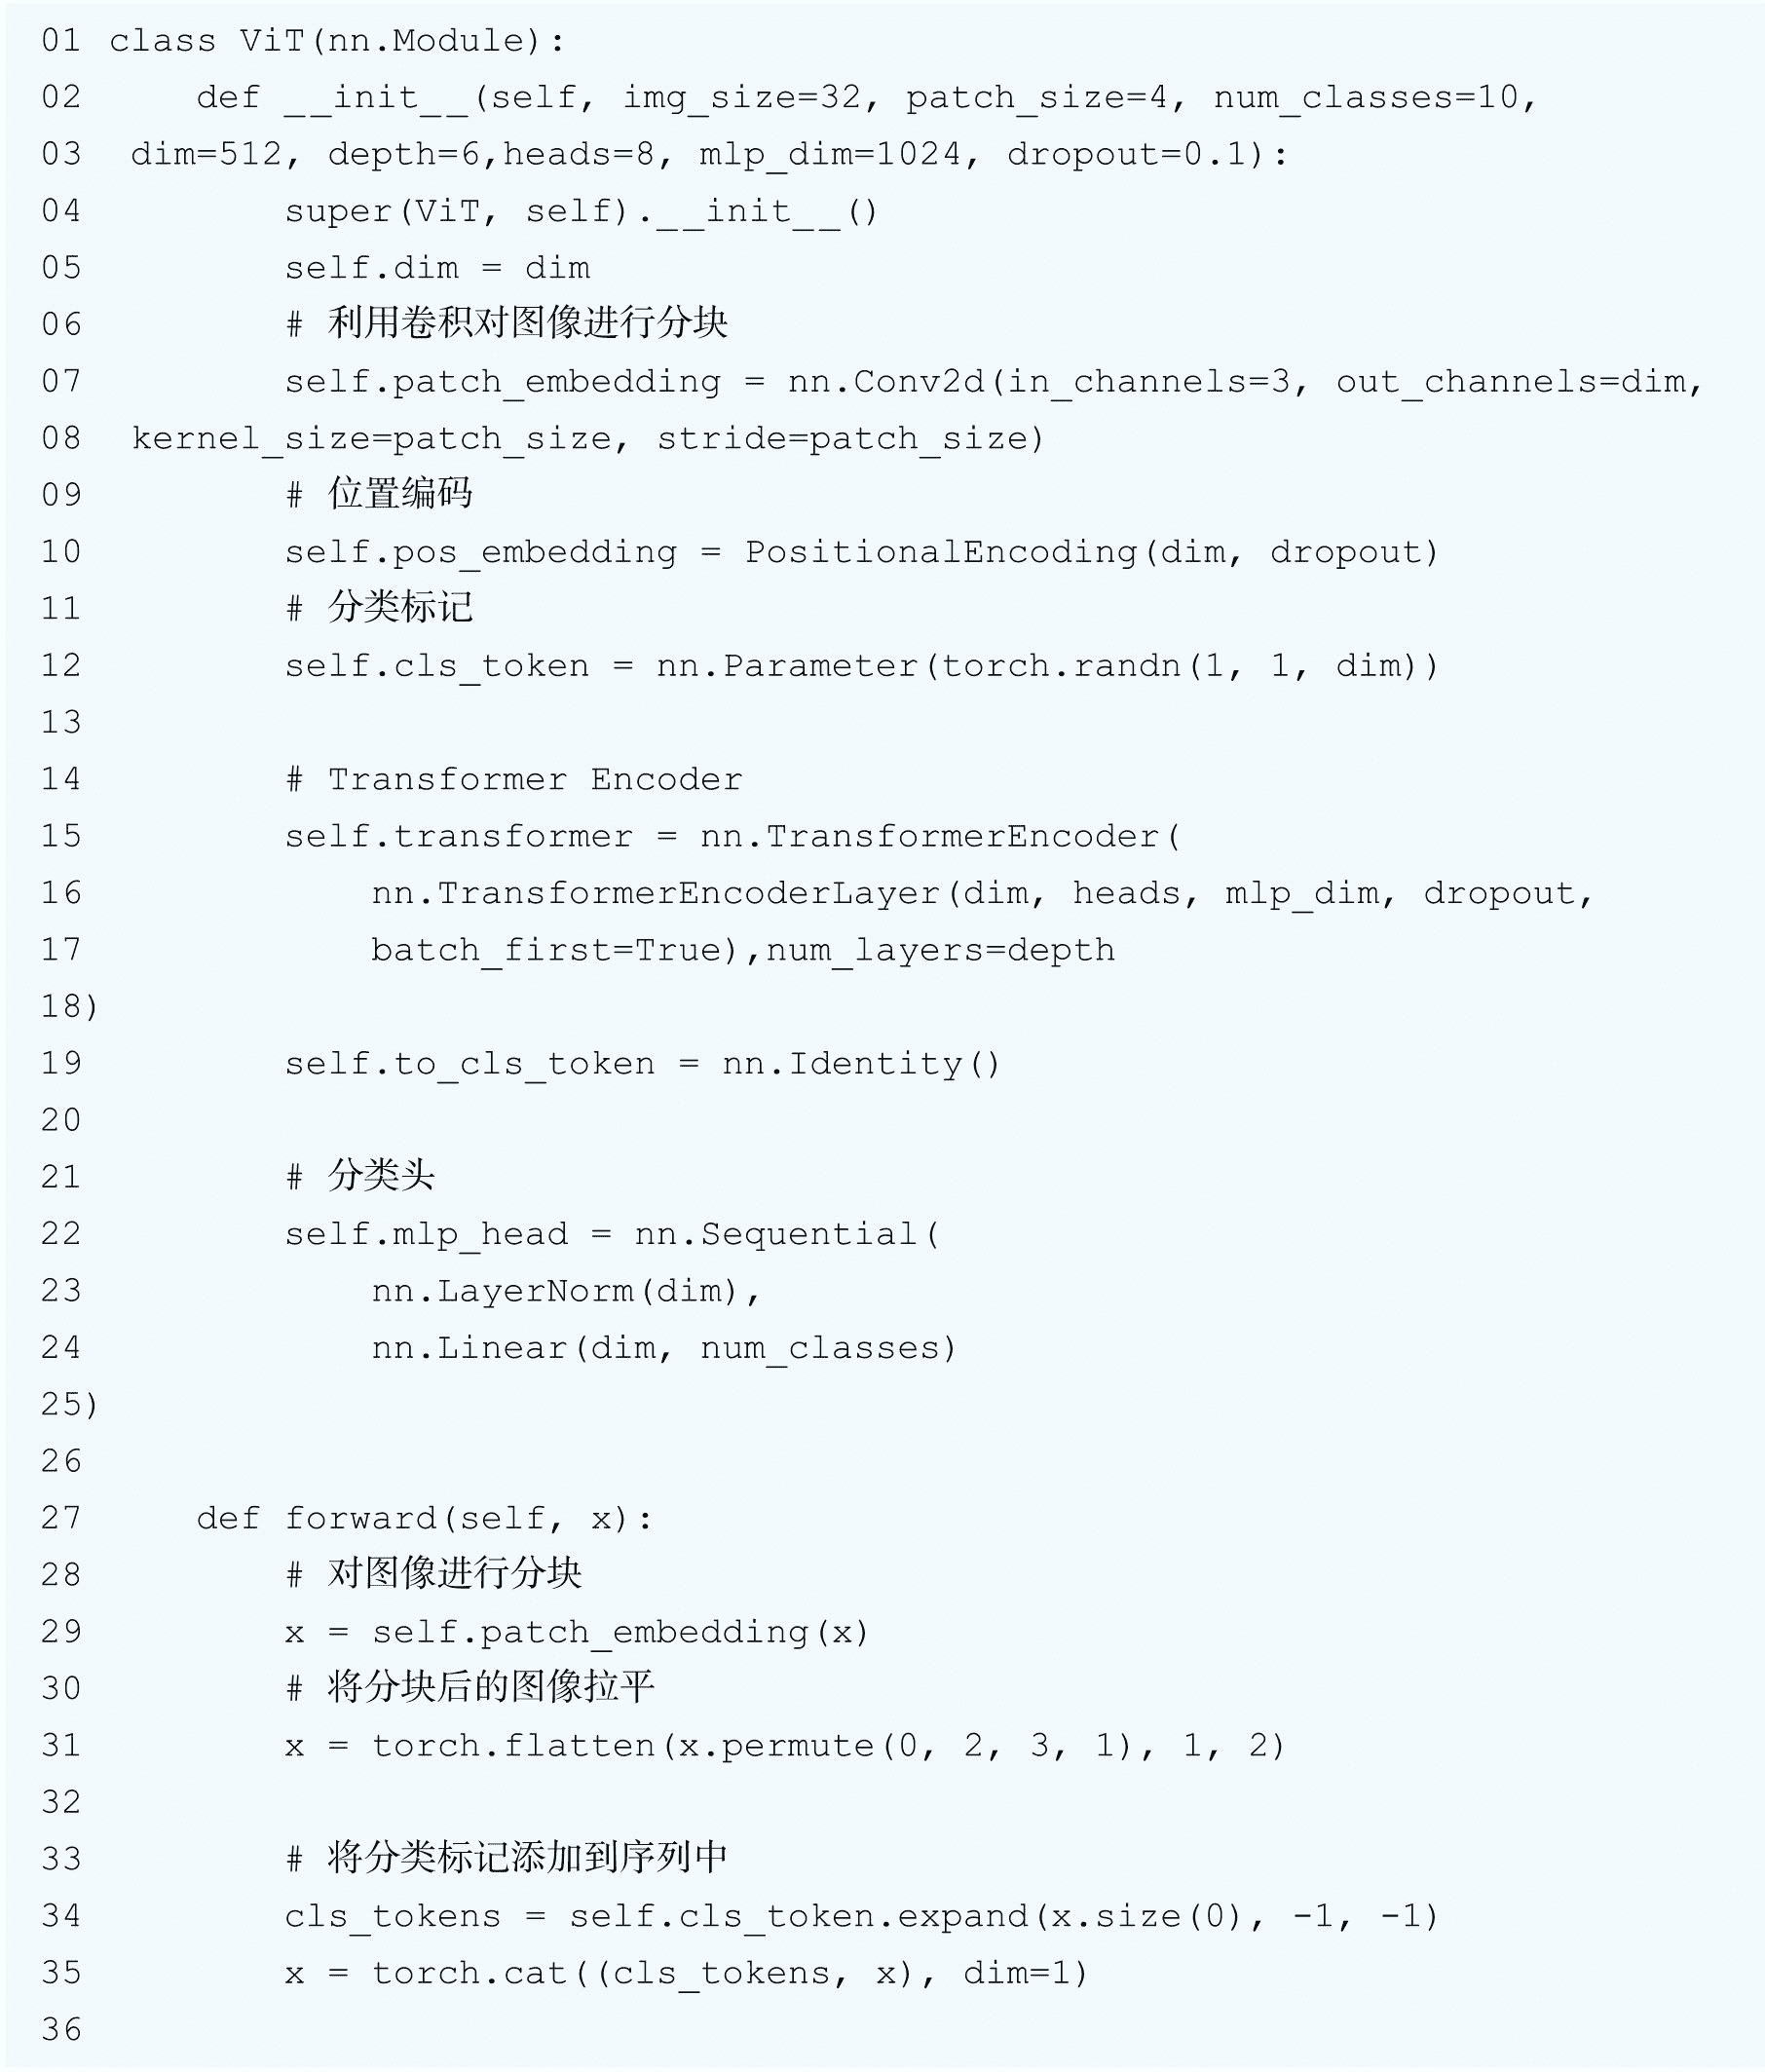 01 class ViT(nn.Module):
02     def __init__(self, img_size=32, patch_size=4, num_classes=10,
03  dim=512, depth=6,heads=8, mlp_dim=1024, dropout=0.1):
04         super(ViT, self).__init__()
05         self.dim = dim
06         # 利用卷积对图像进行分块
07         self.patch_embedding = nn.Conv2d(in_channels=3, out_channels=dim,
08  kernel_size=patch_size, stride=patch_size)
09         # 位置编码
10         self.pos_embedding = PositionalEncoding(dim, dropout)
11         # 分类标记
12         self.cls_token = nn.Parameter(torch.randn(1, 1, dim))
13
14         # Transformer Encoder
15         self.transformer = nn.TransformerEncoder(
16             nn.TransformerEncoderLayer(dim, heads, mlp_dim, dropout,
17             batch_first=True),num_layers=depth
18)
19         self.to_cls_token = nn.Identity()
20
21         # 分类头
22         self.mlp_head = nn.Sequential(
23             nn.LayerNorm(dim),
24             nn.Linear(dim, num_classes)
25)
26
27     def forward(self, x):
28         # 对图像进行分块
29         x = self.patch_embedding(x)
30         # 将分块后的图像拉平
31         x = torch.flatten(x.permute(0, 2, 3, 1), 1, 2)
32
33         # 将分类标记添加到序列中
34         cls_tokens = self.cls_token.expand(x.size(0), -1, -1)
35         x = torch.cat((cls_tokens, x), dim=1)
36